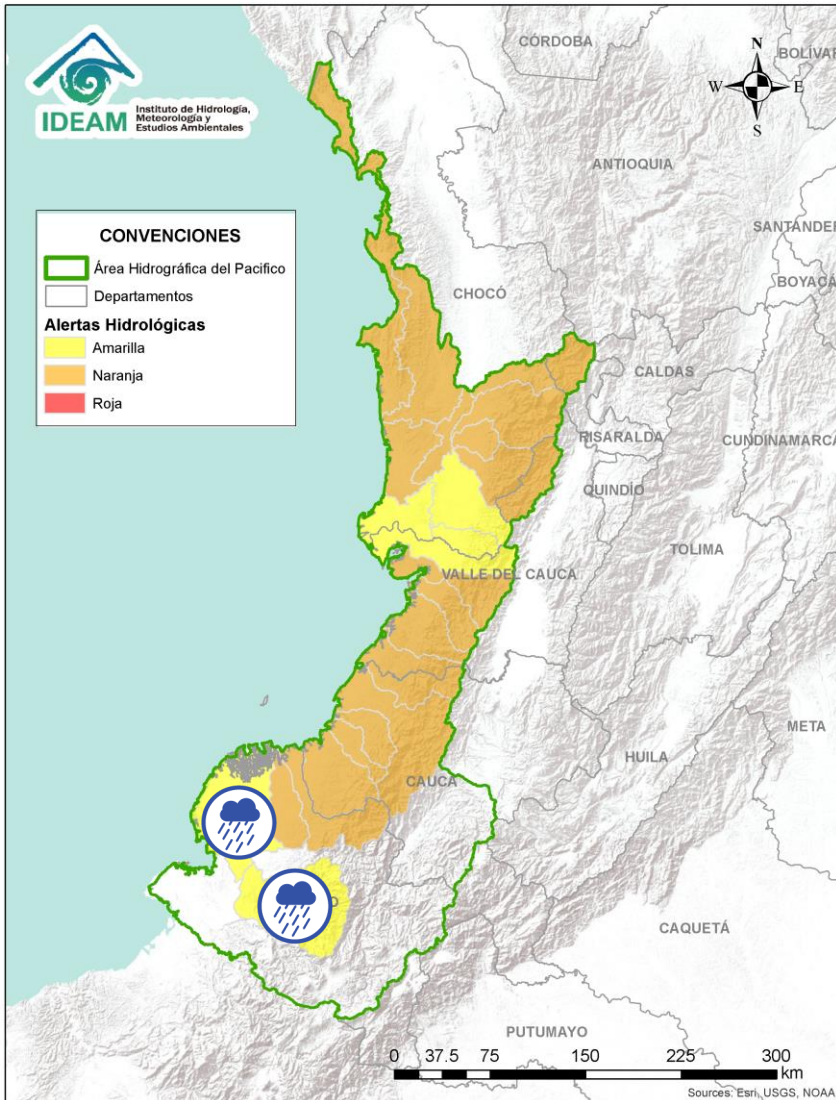 IDEAM
Instituto de Hidrología,
Meteorología y
Estudios Ambientales
CONVENCIONES
Área Hidrográfica del Pacifico
Departamentos
Alertas Hidrológicas
Amarilla
Naranja
Roja
N
W
E
S
CÓRDOBA
BOLÍVAR
ANTIOQUIA
SANTANDER
BOYACÁ
CHOCÓ
CALDAS
RISARALDA
CUNDINAMARCA
QUINDÍO
TOLIMA
VALLE DEL CAUCA
META
HUILA
CAUCA
CAQUETÁ
PUTUMAYO
0 37.5 75 150 225 300
km
Sources: Esri, USGS, NOAA